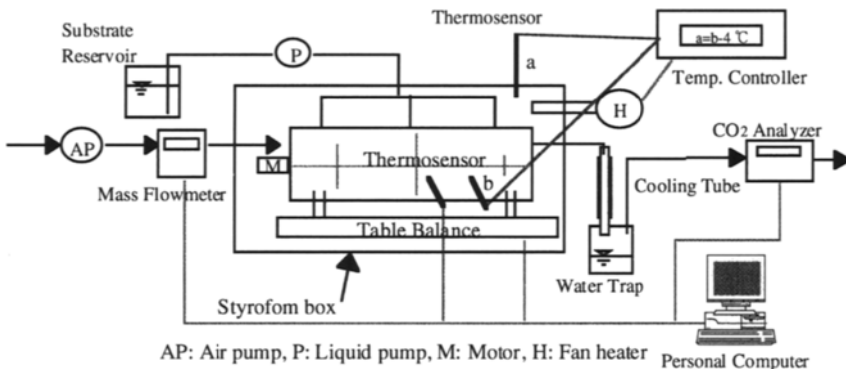 Thermosensor
Substrate
Reservoir
P
a
a=b-4 ℃
Temp. Controller
H
AP
Mass Flowmeter
M
Thermosensor
b
CO2 Analyzer
Cooling Tube
Table Balance
Water Trap
Styrofom box
AP: Air pump, P: Liquid pump, M: Motor, H: Fan heater
Personal Computer